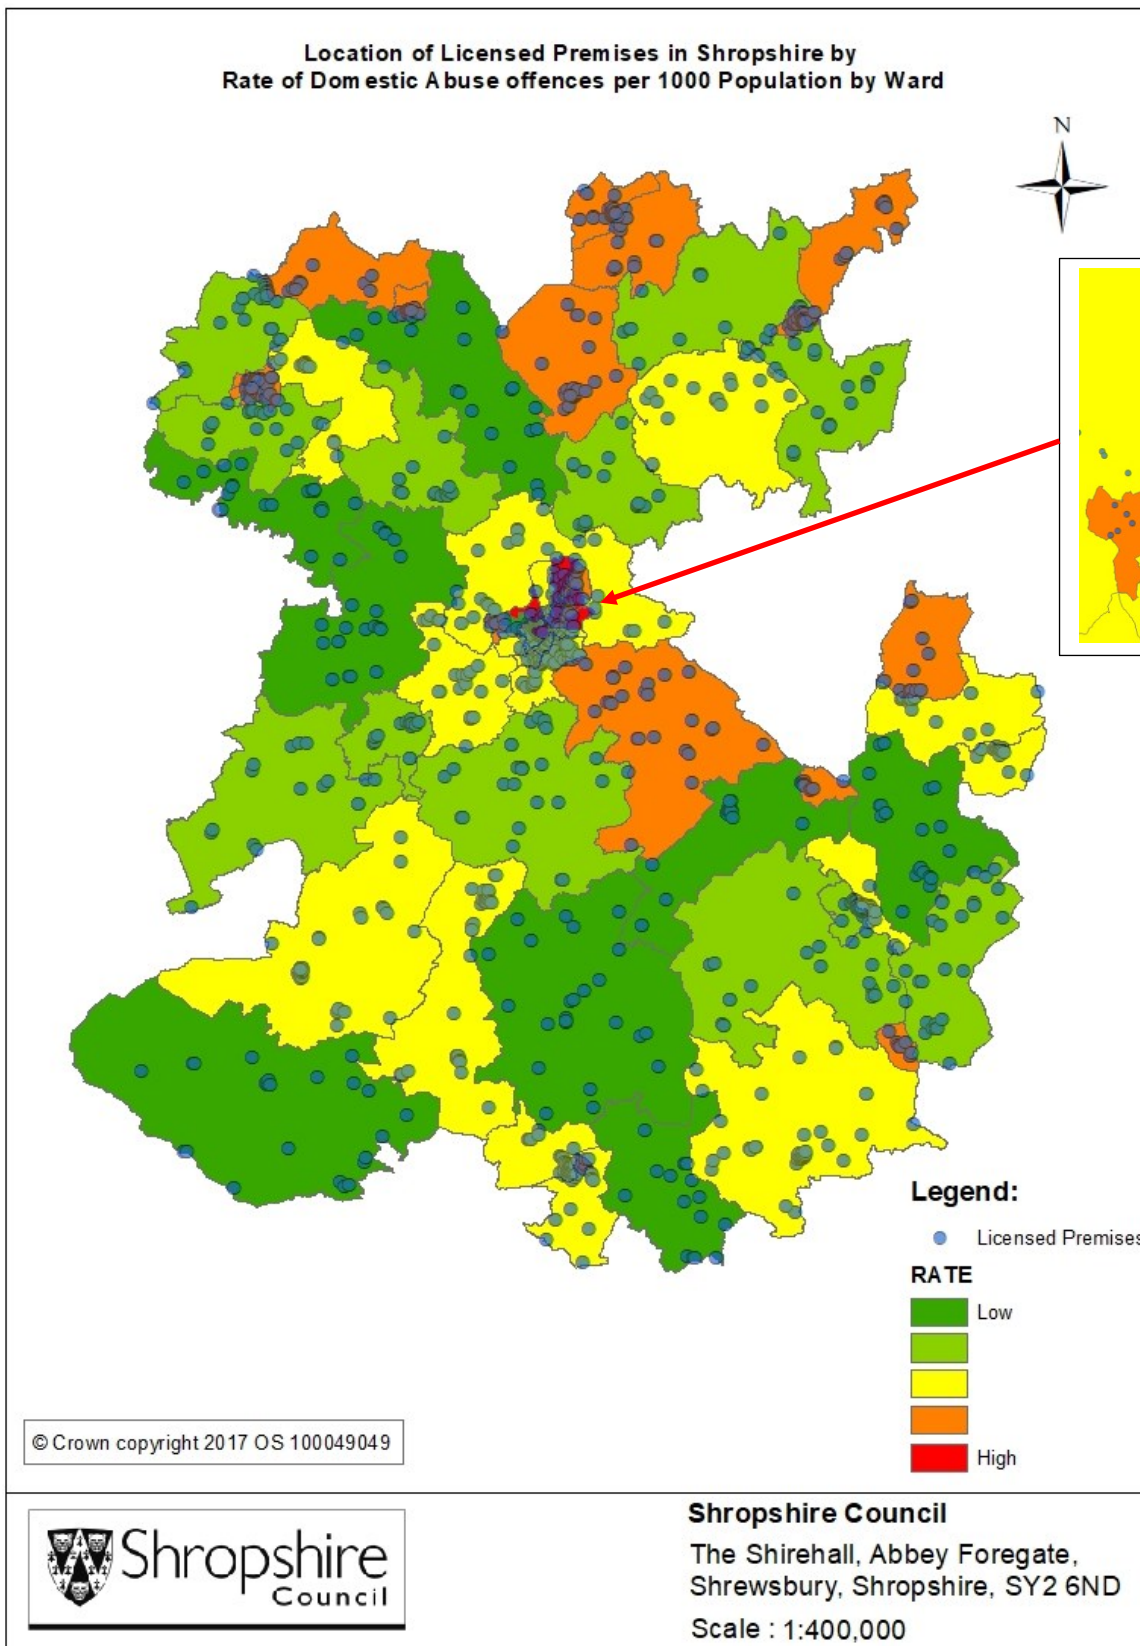 Location of Licensed Premises in Shropshire by
Rate of Domestic Abuse offences per 1000 Population by Ward
N
Legend:
Licensed Premises
RATE
Low
High
© Crown copyright 2017 OS 100049049
Shropshire
Council
Shropshire Council
The Shirehall, Abbey Foregate,
Shrewsbury, Shropshire, SY2 6ND
Scale : 1:400,000